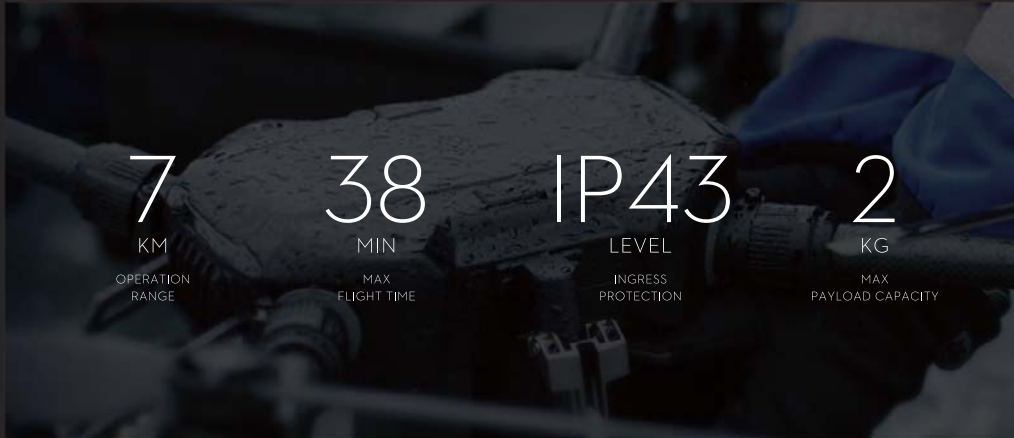 7
KM
OPERATION
RANGE
38
MIN
MAX
FLIGHT TIME
IP43
LEVEL
INGRESS
PROTECTION
2
KG
MAX
PAYLOAD CAPACITY